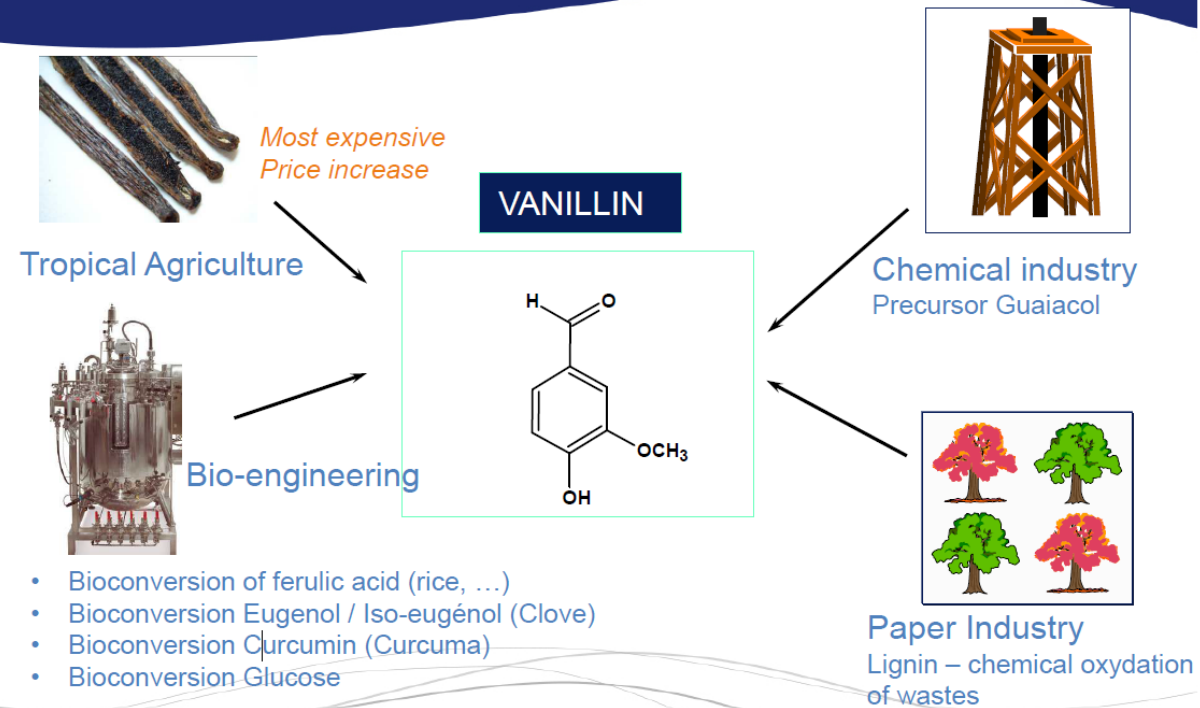 Most expensive
Price increase
VANILLIN
Tropical Agriculture
Chemical industry
Precursor Guaiacol
H
O
OCH₃
OH
Bio-engineering
• Bioconversion of ferulic acid (rice, …)
• Bioconversion Eugenol / Iso-eugénol (Clove)
• Bioconversion Curcumin (Curcuma)
• Bioconversion Glucose
Paper Industry
Lignin – chemical oxydation
of wastes